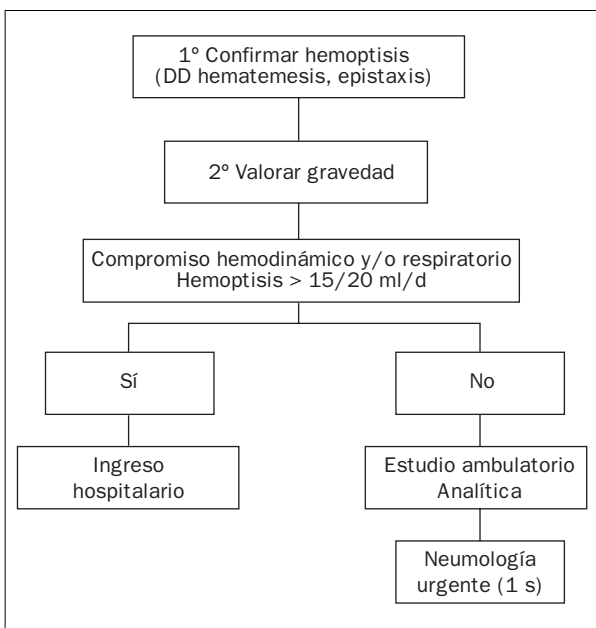 1º Confirmar hemoptisis
(DD hematemesis, epistaxis)
2º Valorar gravedad
Compromiso hemodinámico y/o respiratorio
Hemoptisis > 15/20 ml/d
Sí
No
Ingreso
hospitalario
Estudio ambulatorio
Analítica
Neumología
urgente (1 s)